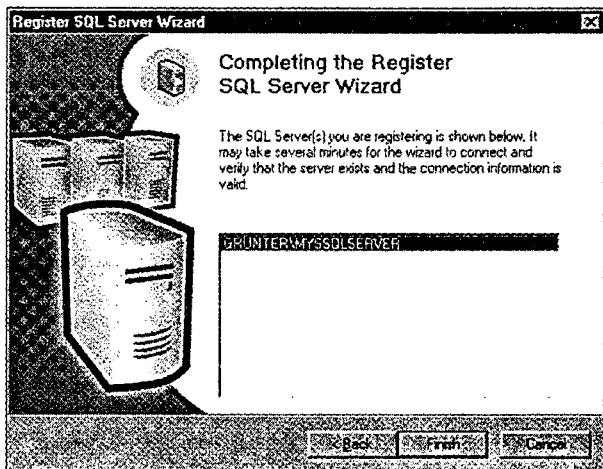 Register SQL Server Wizard
Completing the Register
SQL Server Wizard
The SQL Server(s) you are registering is shown below. It
may take several minutes for the wizard to connect and
verify that the server exists and the connection information is
valid.
GRUNTER\MYSSQLSERVER
< Back
Finish
Cancel